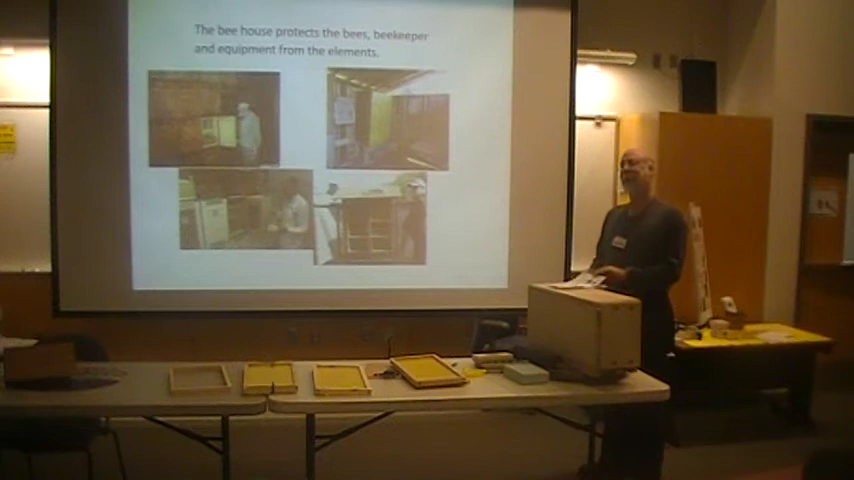 The bee house protects the bees, beekeeper
and equipment from the elements.